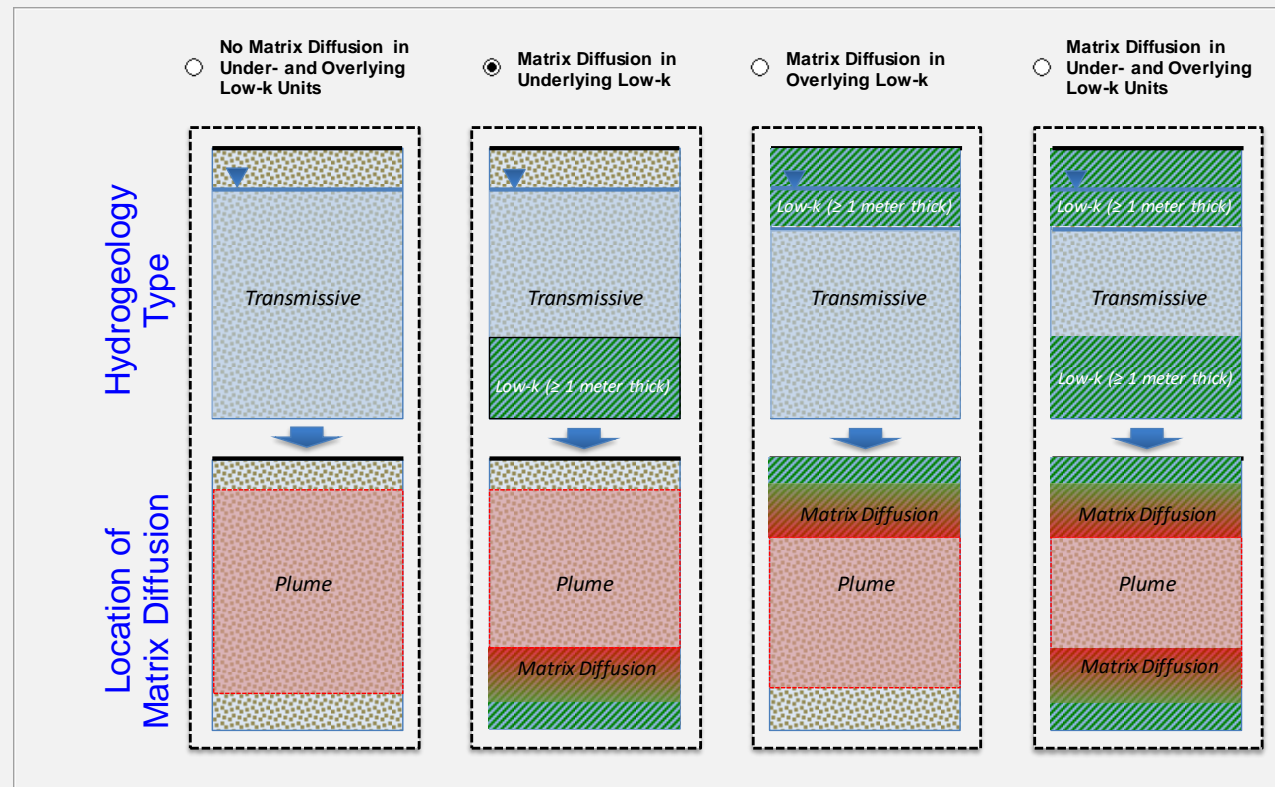 No Matrix Diffusion in
Under- and Overlying
Low-k Units
Matrix Diffusion in
Underlying Low-k
Matrix Diffusion in
Overlying Low-k
Matrix Diffusion in
Under- and Overlying
Low-k Units
Hydrogeology
Type
Transmissive
Transmissive
Low-k (≥ 1 meter thick)
Low-k (≥ 1 meter thick)
Transmissive
Low-k (≥ 1 meter thick)
Transmissive
Low-k (≥ 1 meter thick)
Location of
Matrix Diffusion
Plume
Plume
Matrix Diffusion
Matrix Diffusion
Plume
Matrix Diffusion
Plume
Matrix Diffusion